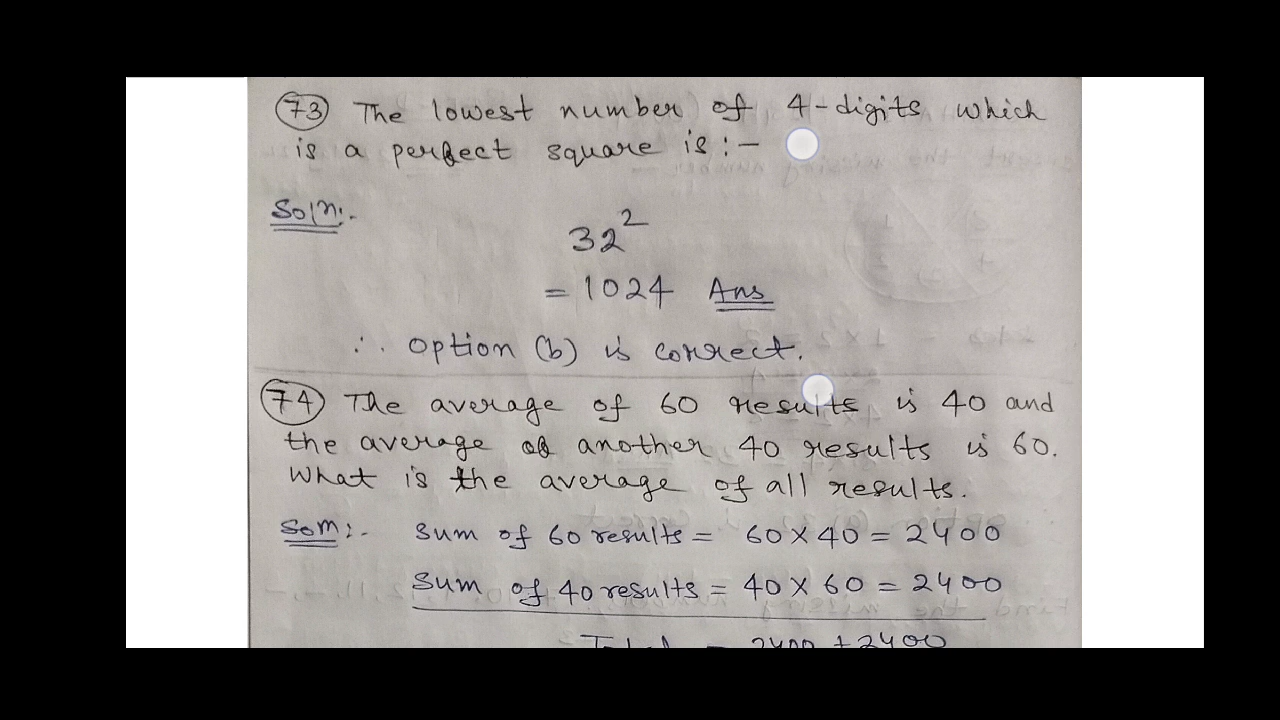 73 The lowest number of 4-digits which
is a perfect square is :-
Soln:-
32²
= 1024 Ans
∴ option (b) is correct.
74 The average of 60 results is 40 and
the average of another 40 results is 60.
What is the average of all results.
Soln:- Sum of 60 results = 60 × 40 = 2400
Sum of 40 results = 40 × 60 = 2400
Total = 2400 + 2400